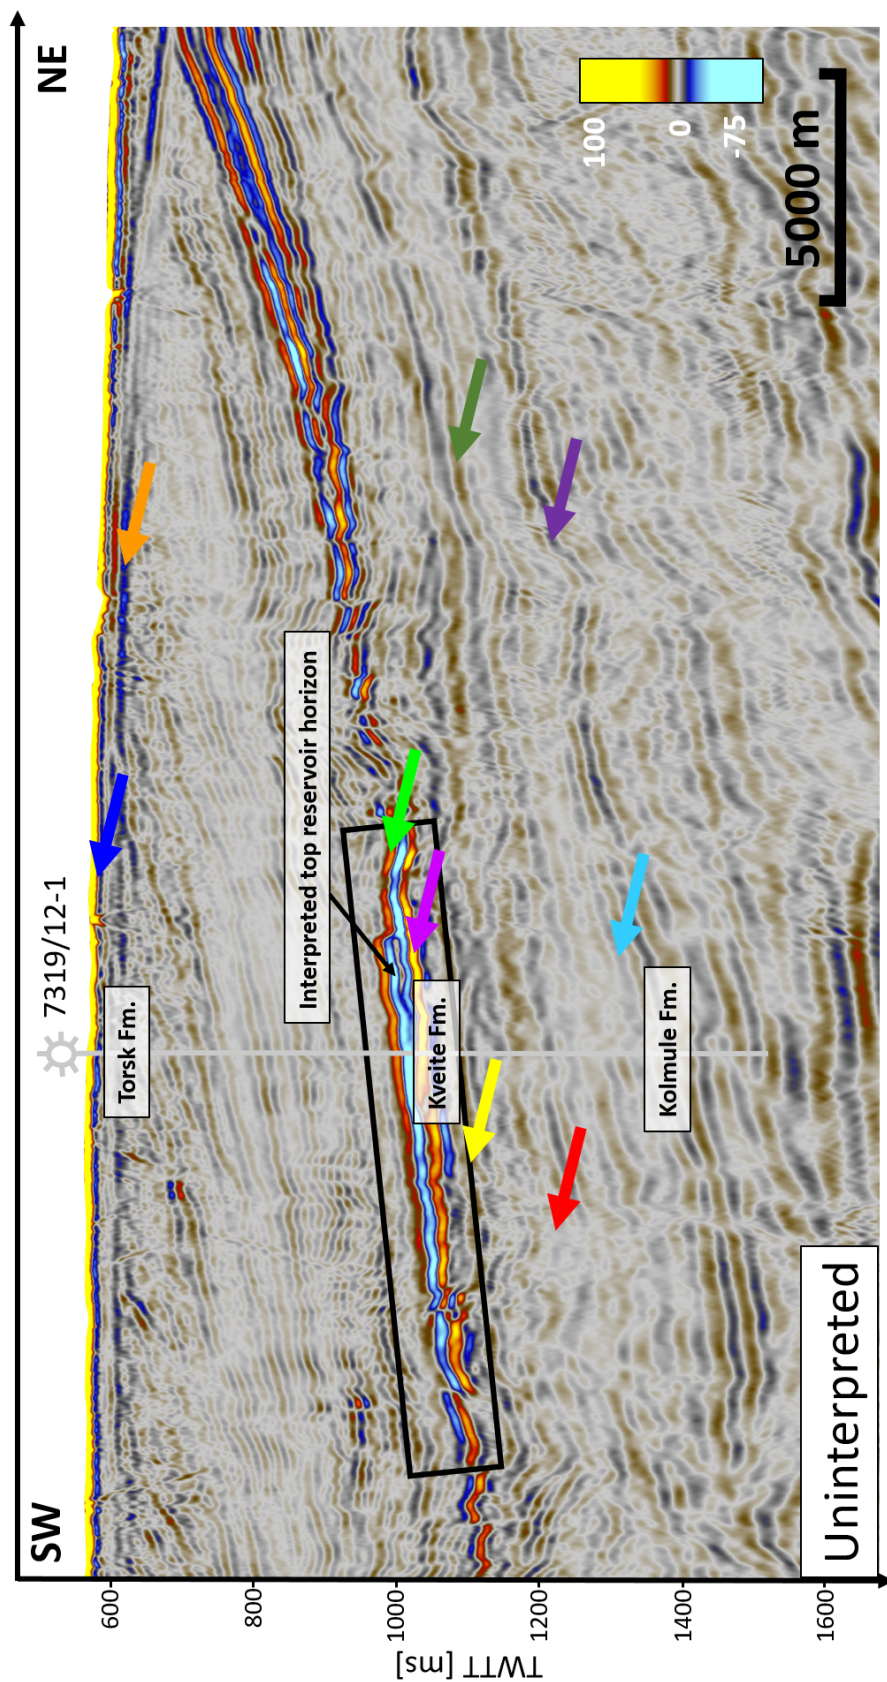 SW
7319/12-1
NE
Torsk Fm.
Interpreted top reservoir horizon
Kveite Fm.
Kolmule Fm.
100
0
-75
5000 m
Uninterpreted
TWTT [ms]
600
800
1000
1200
1400
1600